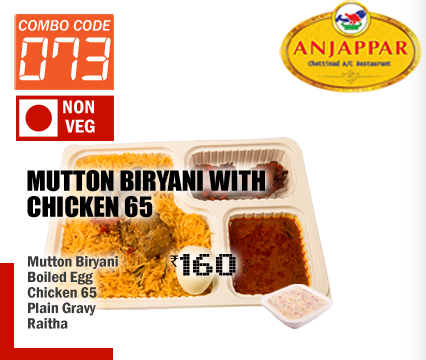 COMBO CODE
073
NON
VEG
ANJAPPAR
Chettinad A/C Restaurant
MUTTON BIRYANI WITH
CHICKEN 65
Mutton Biryani
Boiled Egg
Chicken 65
Plain Gravy
Raitha
₹160